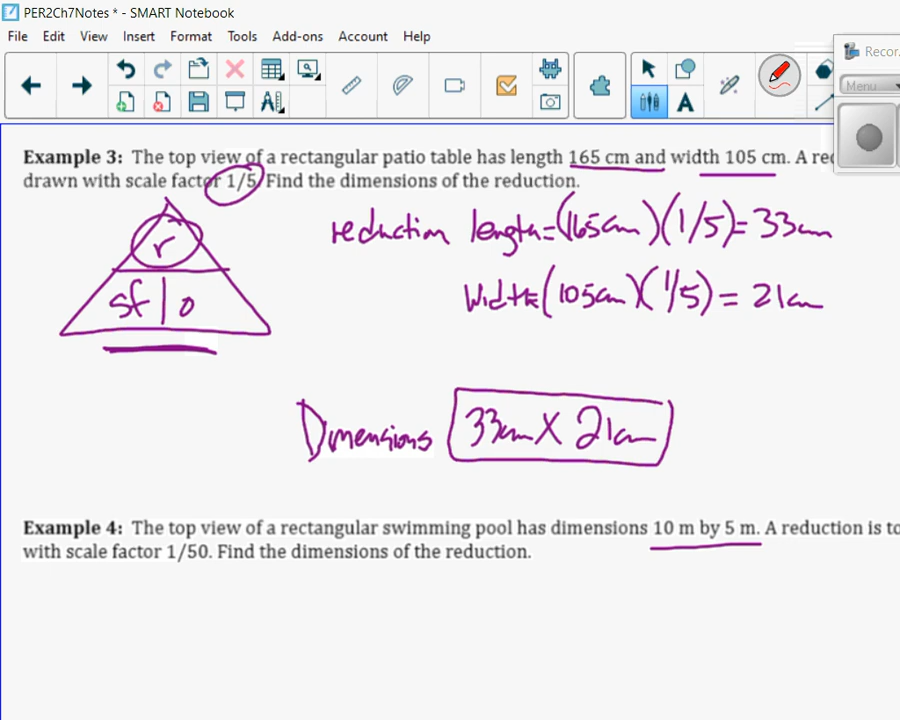 PER2Ch7Notes * - SMART Notebook
File Edit View Insert Format Tools Add-ons Account Help
Recor
Menu
Example 3: The top view of a rectangular patio table has length 165 cm and width 105 cm. A re
drawn with scale factor 1/5. Find the dimensions of the reduction.
r
sf | o
reduction length=(165cm)(1/5)=33cm
Width=(105cm)(1/5)=21cm
Dimensions 33cm X 21cm
Example 4: The top view of a rectangular swimming pool has dimensions 10 m by 5 m. A reduction is to
with scale factor 1/50. Find the dimensions of the reduction.